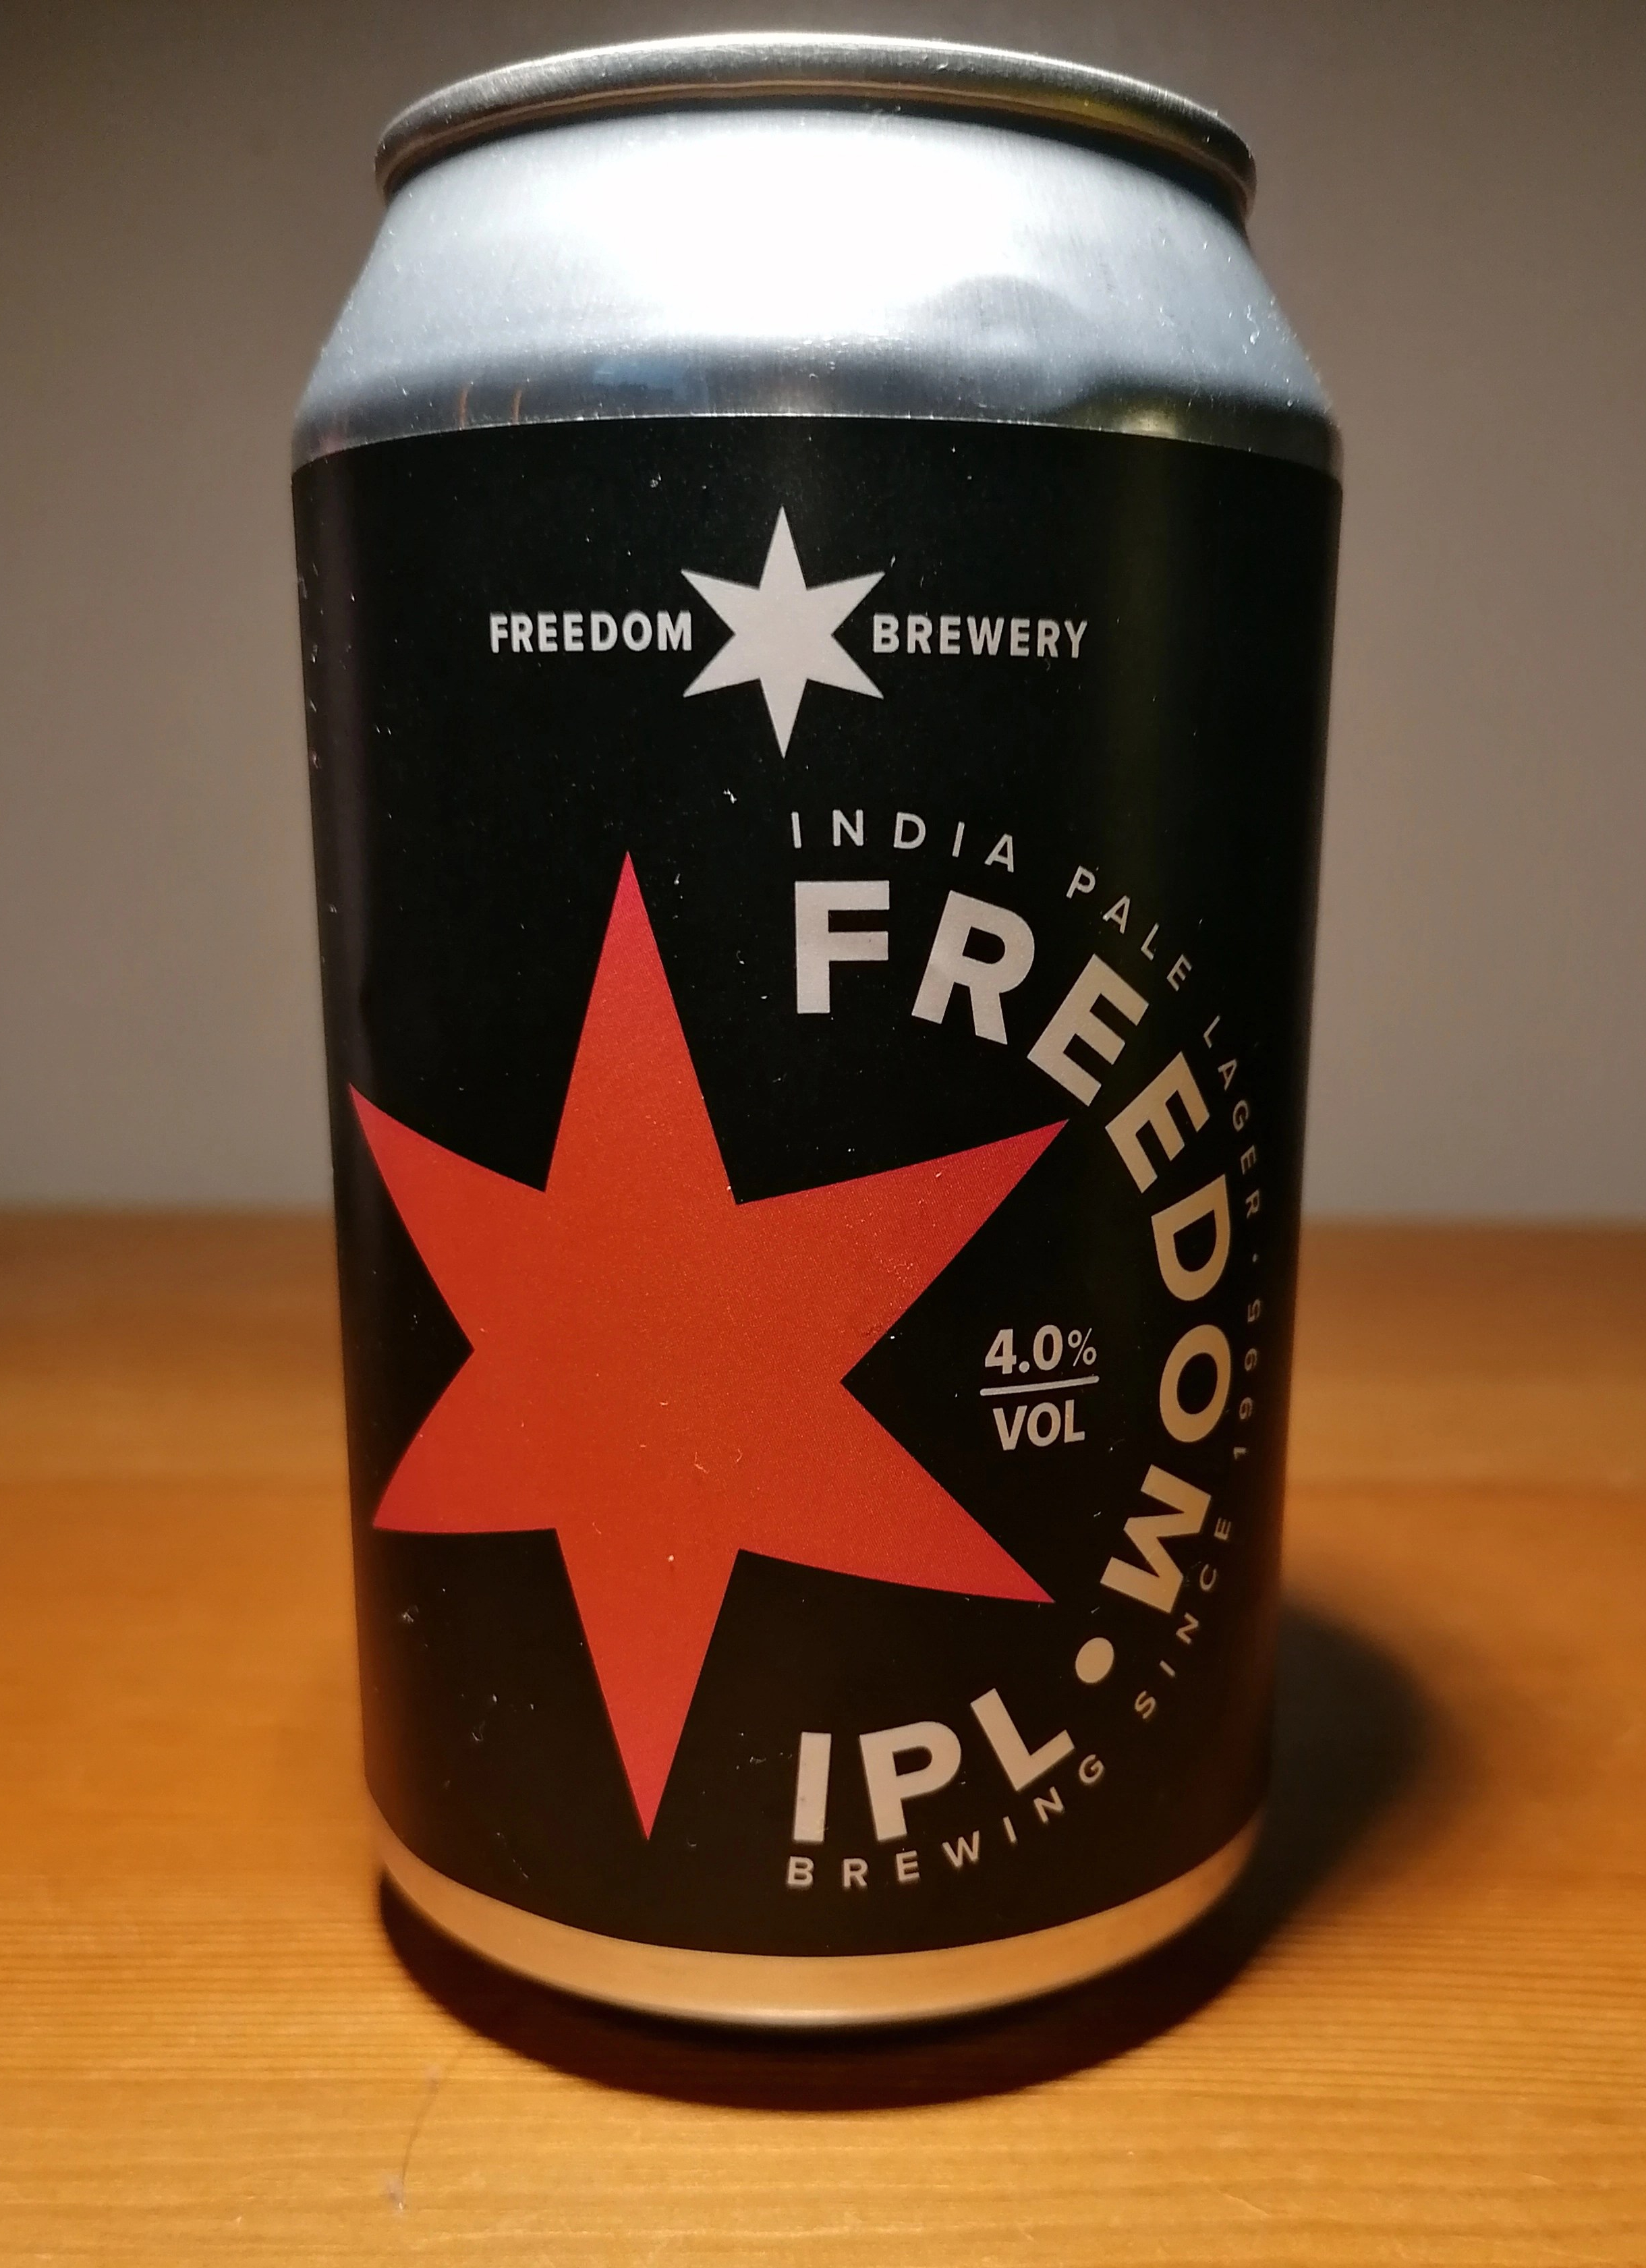 FREEDOM BREWERY
INDIA PALE LAGER
FREEDOM • IPL
4.0%
VOL
BREWING SINCE 1995